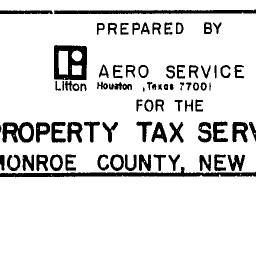 PREPARED BY
AERO SERVICE
Litton Houston , Texas 77001
FOR THE
PROPERTY TAX SERV
MONROE COUNTY, NEW